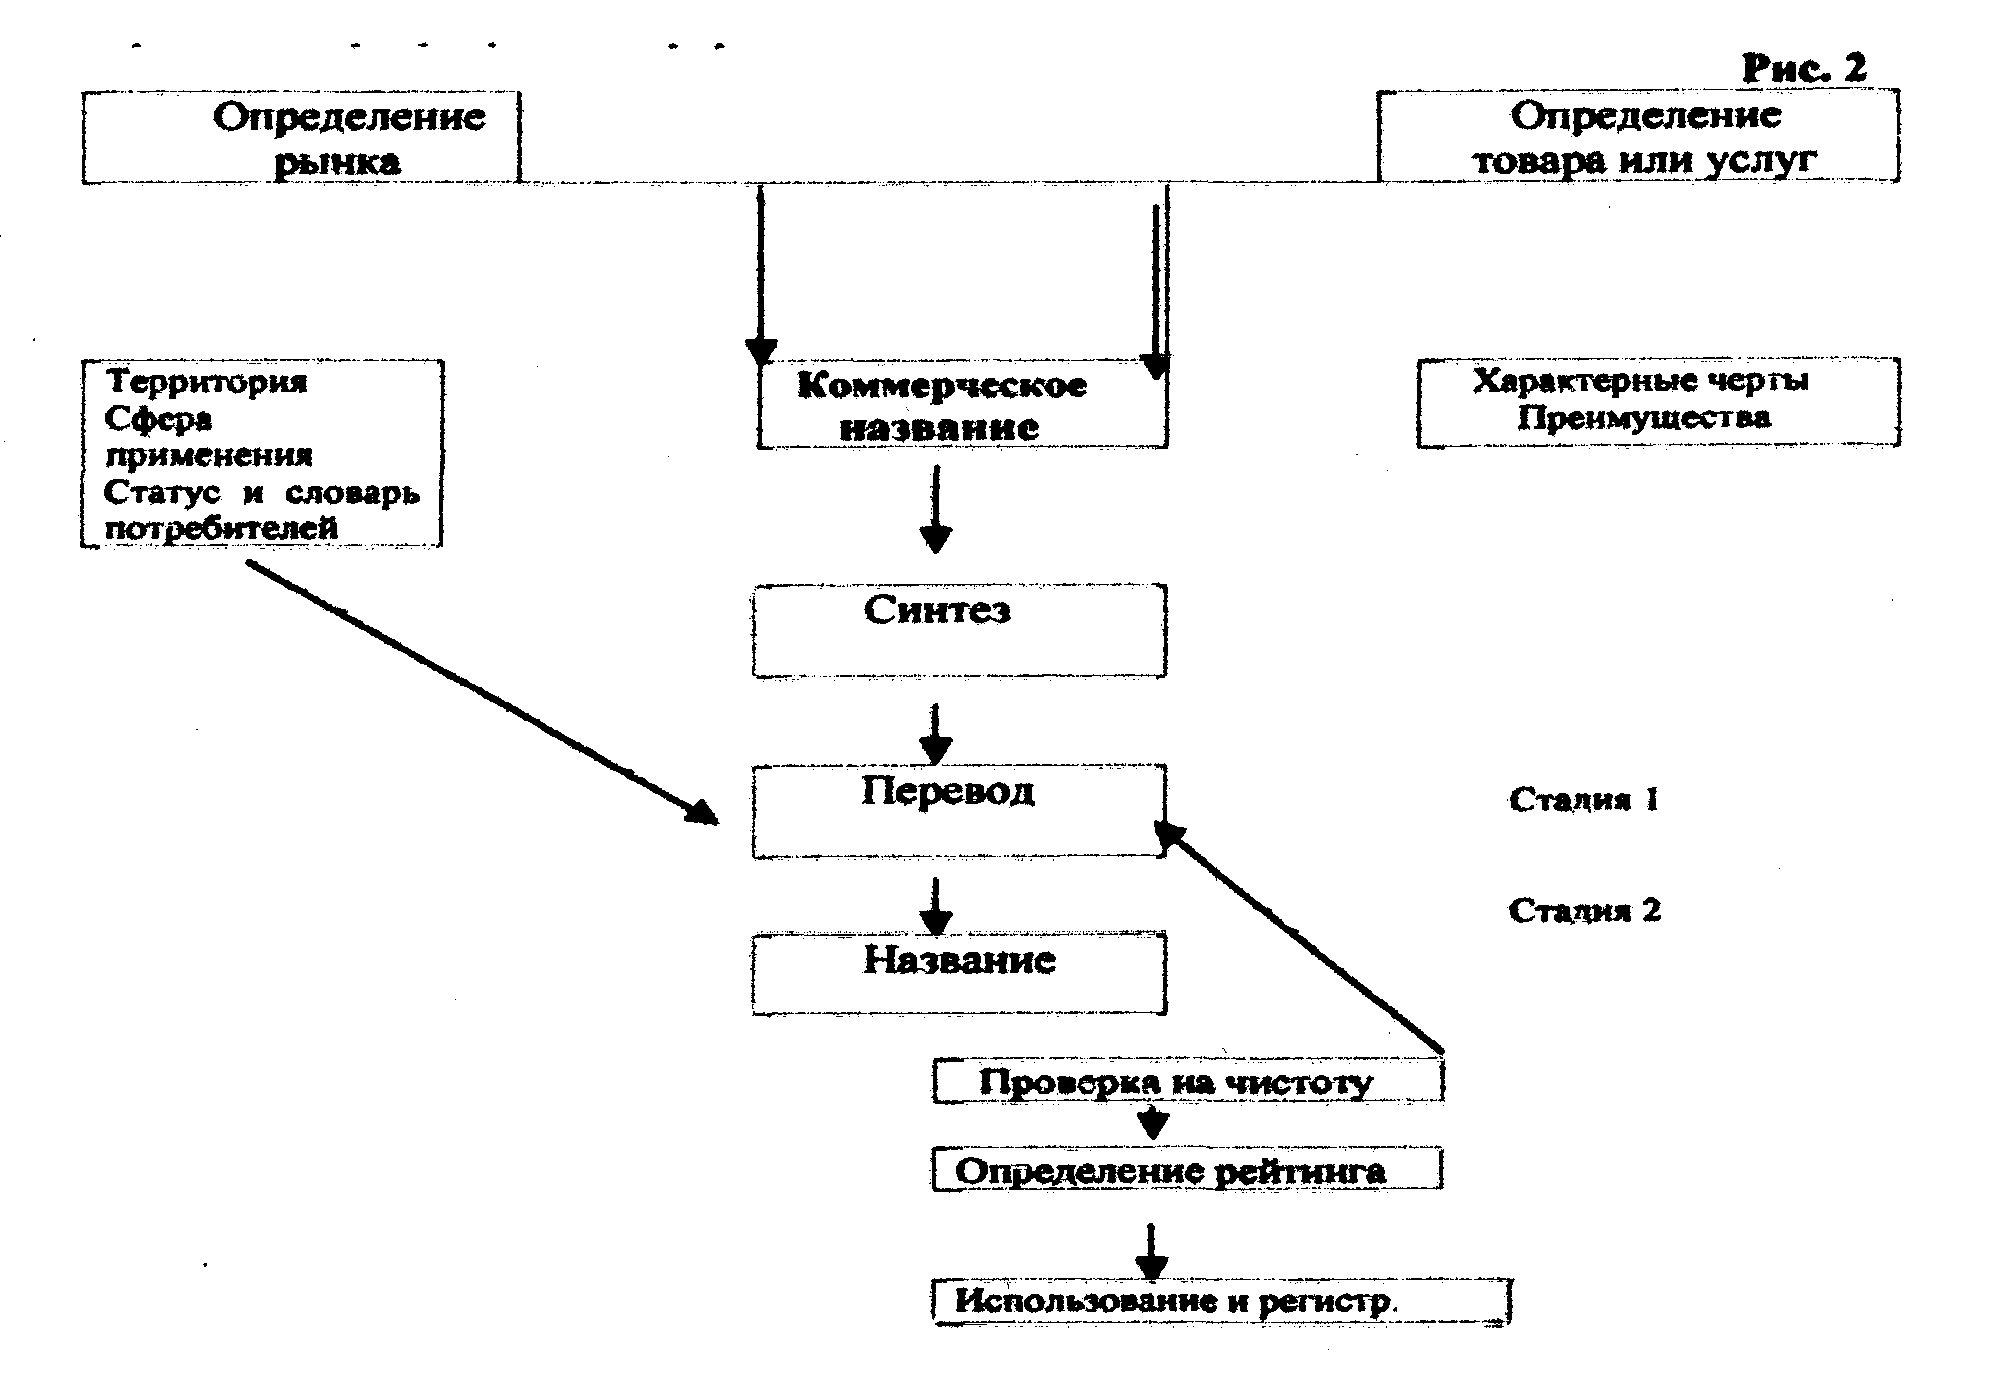 Рис. 2
Определение
рынка
Определение
товара или услуг
Территория
Сфера
применения
Статус и словарь
потребителей
Коммерческое
название
Характерные черты
Преимущества
Синтез
Перевод
Стадия 1
Стадия 2
Название
Проверка на чистоту
Определение рейтинга
Использование и регистр.